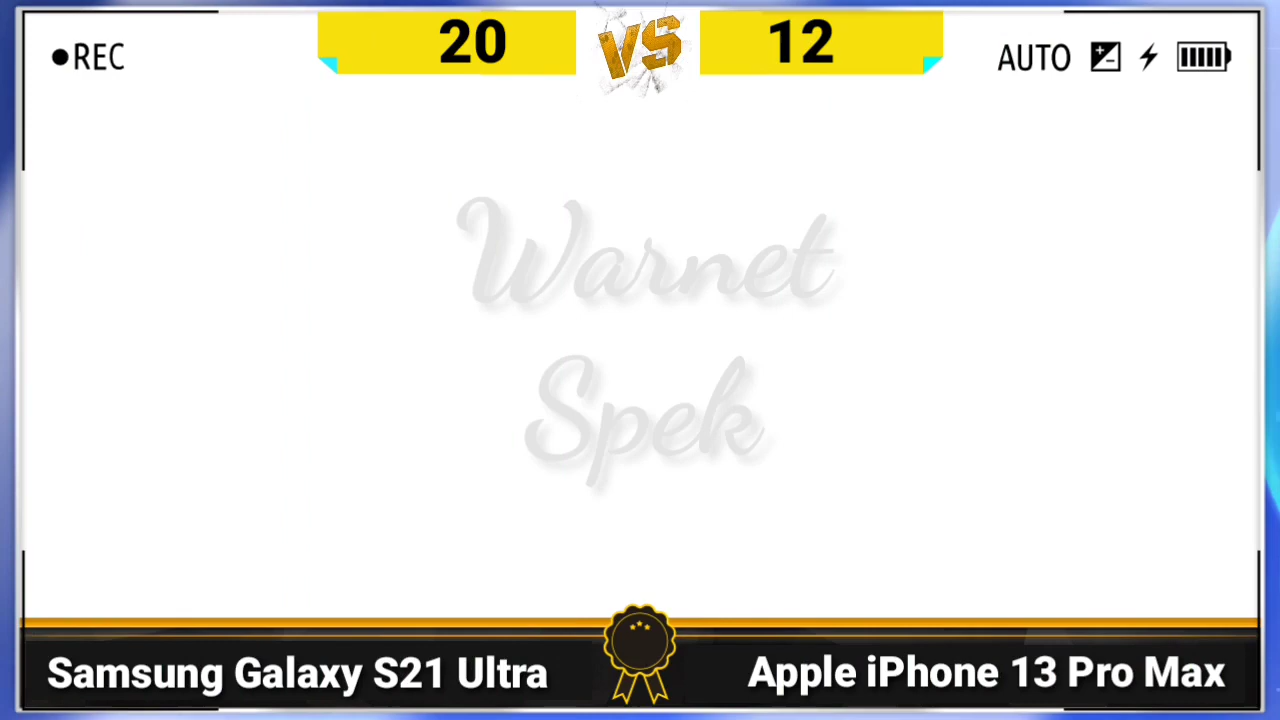 ●REC
20
VS
12
AUTO
Warnet
Spek
Samsung Galaxy S21 Ultra
Apple iPhone 13 Pro Max